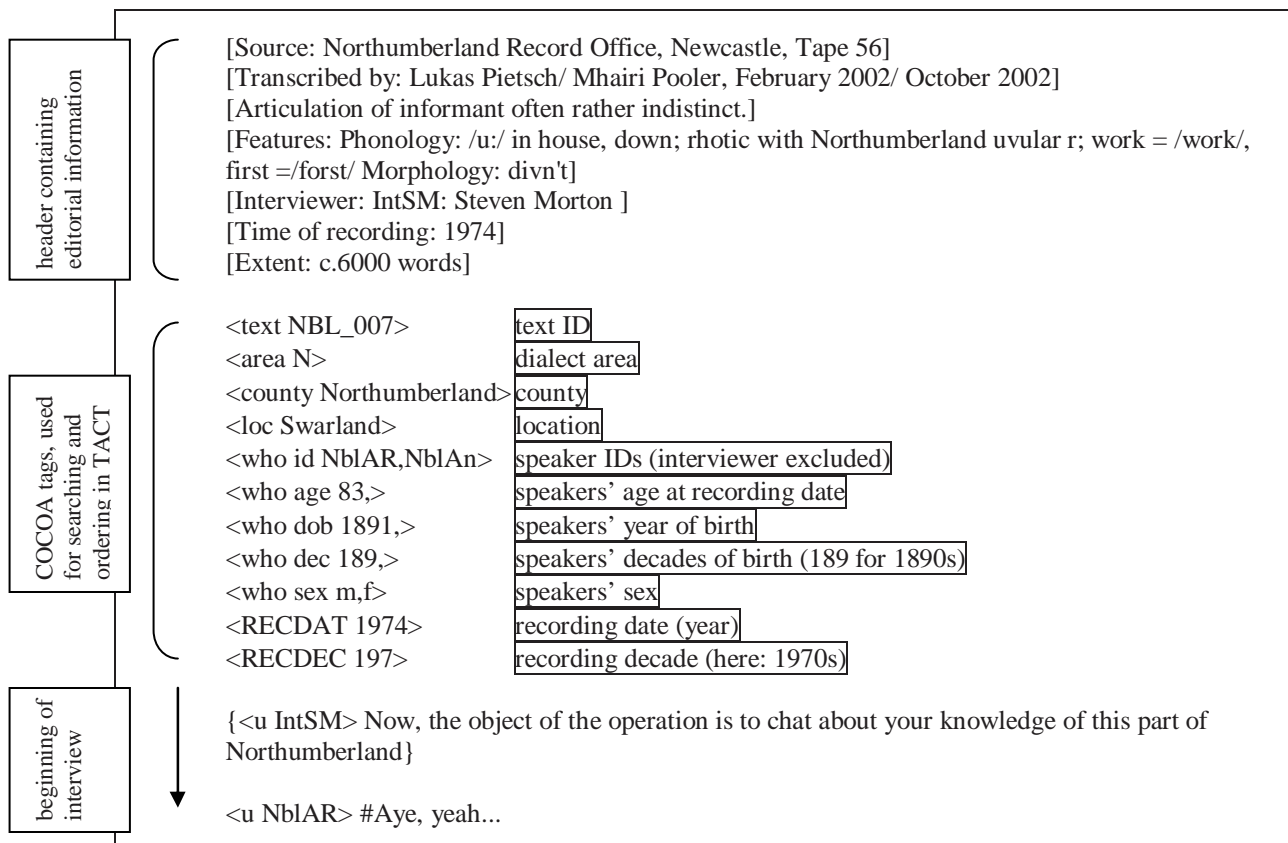 header containing
editorial information
[Source: Northumberland Record Office, Newcastle, Tape 56]
[Transcribed by: Lukas Pietsch/ Mhairi Pooler, February 2002/ October 2002]
[Articulation of informant often rather indistinct.]
[Features: Phonology: /u:/ in house, down; rhotic with Northumberland uvular r; work = /work/,
first =/forst/ Morphology: divn't]
[Interviewer: IntSM: Steven Morton ]
[Time of recording: 1974]
[Extent: c.6000 words]
COCOA tags, used
for searching and
ordering in TACT
<text NBL_007> text ID
<area N> dialect area
<county Northumberland> county
<loc Swarland> location
<who id NblAR,NblAn> speaker IDs (interviewer excluded)
<who age 83,> speakers’ age at recording date
<who dob 1891,> speakers’ year of birth
<who dec 189,> speakers’ decades of birth (189 for 1890s)
<who sex m,f> speakers’ sex
<RECDAT 1974> recording date (year)
<RECDEC 197> recording decade (here: 1970s)
beginning of
interview
{<u IntSM> Now, the object of the operation is to chat about your knowledge of this part of
Northumberland}
<u NblAR> #Aye, yeah...